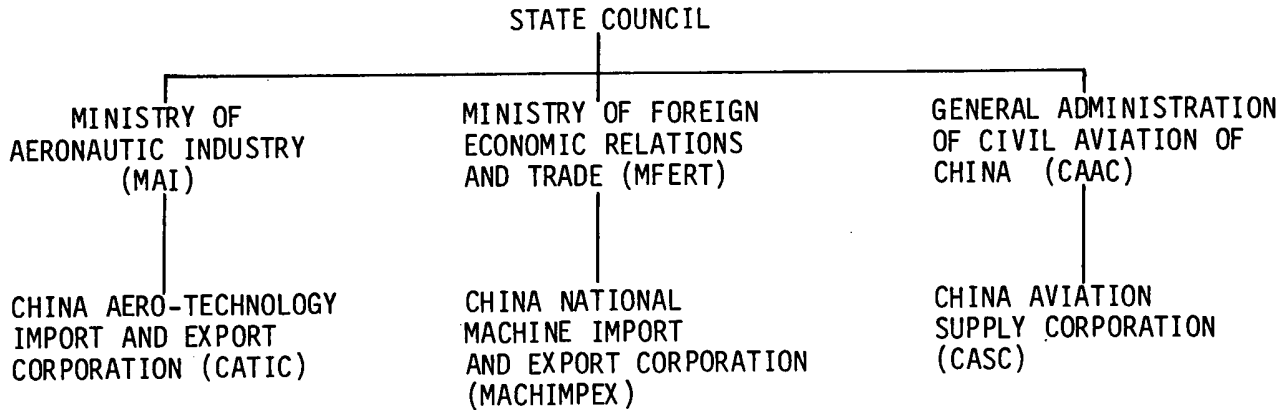 STATE COUNCIL
MINISTRY OF
AERONAUTIC INDUSTRY
(MAI)
MINISTRY OF FOREIGN
ECONOMIC RELATIONS
AND TRADE (MFERT)
GENERAL ADMINISTRATION
OF CIVIL AVIATION OF
CHINA (CAAC)
CHINA AERO-TECHNOLOGY
IMPORT AND EXPORT
CORPORATION (CATIC)
CHINA NATIONAL
MACHINE IMPORT
AND EXPORT CORPORATION
(MACHIMPEX)
CHINA AVIATION
SUPPLY CORPORATION
(CASC)